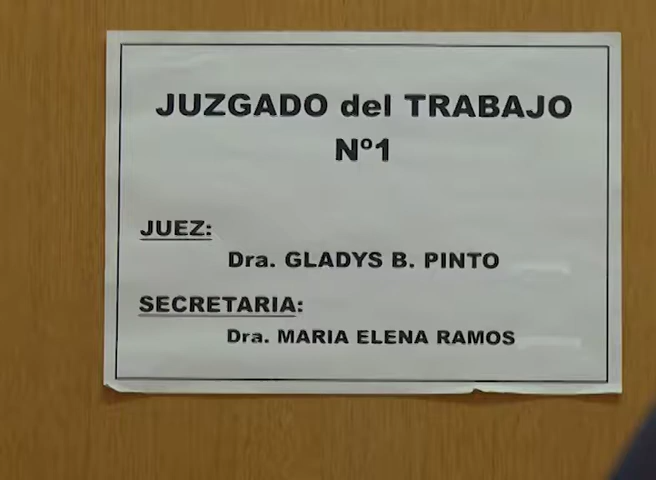 JUZGADO del TRABAJO
Nº1
JUEZ:
Dra. GLADYS B. PINTO
SECRETARIA:
Dra. MARIA ELENA RAMOS